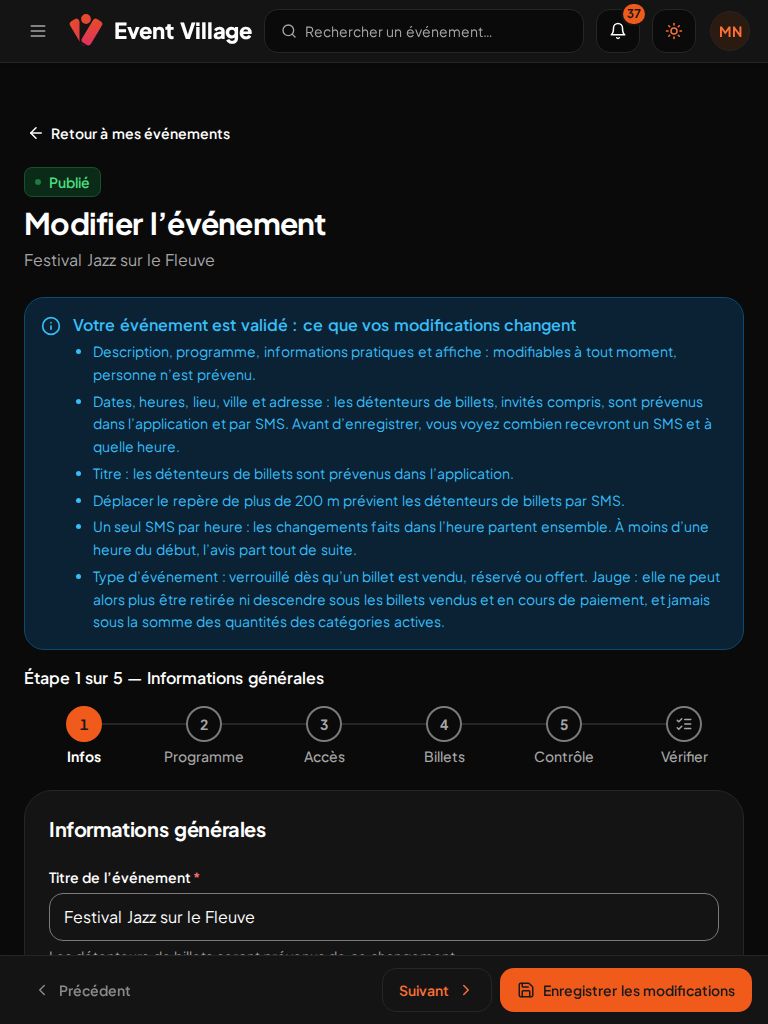 Event Village
Rechercher un événement…
37
MN
Retour à mes événements
Publié
Modifier l’événement
Festival Jazz sur le Fleuve
Votre événement est validé : ce que vos modifications changent
Description, programme, informations pratiques et affiche : modifiables à tout moment,
personne n’est prévenu.
Dates, heures, lieu, ville et adresse : les détenteurs de billets, invités compris, sont prévenus
dans l’application et par SMS. Avant d’enregistrer, vous voyez combien recevront un SMS et à
quelle heure.
Titre : les détenteurs de billets sont prévenus dans l’application.
Déplacer le repère de plus de 200 m prévient les détenteurs de billets par SMS.
Un seul SMS par heure : les changements faits dans l’heure partent ensemble. À moins d’une
heure du début, l’avis part tout de suite.
Type d’événement : verrouillé dès qu’un billet est vendu, réservé ou offert. Jauge : elle ne peut
alors plus être retirée ni descendre sous les billets vendus et en cours de paiement, et jamais
sous la somme des quantités des catégories actives.
Étape 1 sur 5 — Informations générales
1 2 3 4 5
Infos Programme Accès Billets Contrôle Vérifier
Informations générales
Titre de l’événement *
Festival Jazz sur le Fleuve
Précédent
Suivant
Enregistrer les modifications